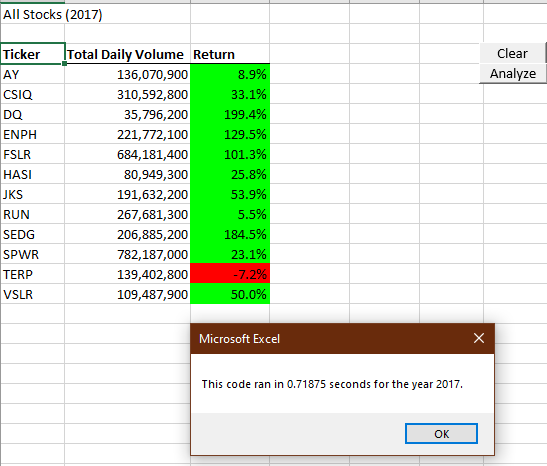 All Stocks (2017)
Ticker Total Daily Volume Return
Clear
AY 136,070,900 8.9%
Analyze
CSIQ 310,592,800 33.1%
DQ 35,796,200 199.4%
ENPH 221,772,100 129.5%
FSLR 684,181,400 101.3%
HASI 80,949,300 25.8%
JKS 191,632,200 53.9%
RUN 267,681,300 5.5%
SEDG 206,885,200 184.5%
SPWR 782,187,000 23.1%
TERP 139,402,800 -7.2%
VSLR 109,487,900 50.0%
Microsoft Excel
This code ran in 0.71875 seconds for the year 2017.
OK